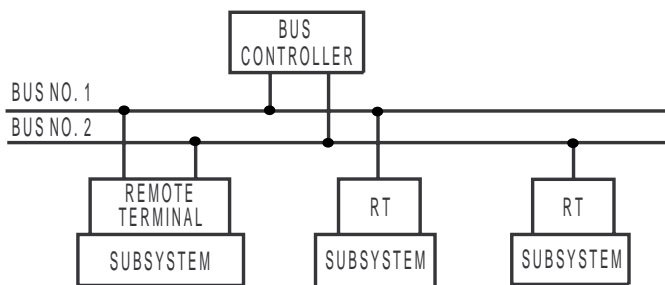 BUS
CONTROLLER
BUS NO. 1
BUS NO. 2
REMOTE
TERMINAL
RT
RT
SUBSYSTEM
SUBSYSTEM
SUBSYSTEM